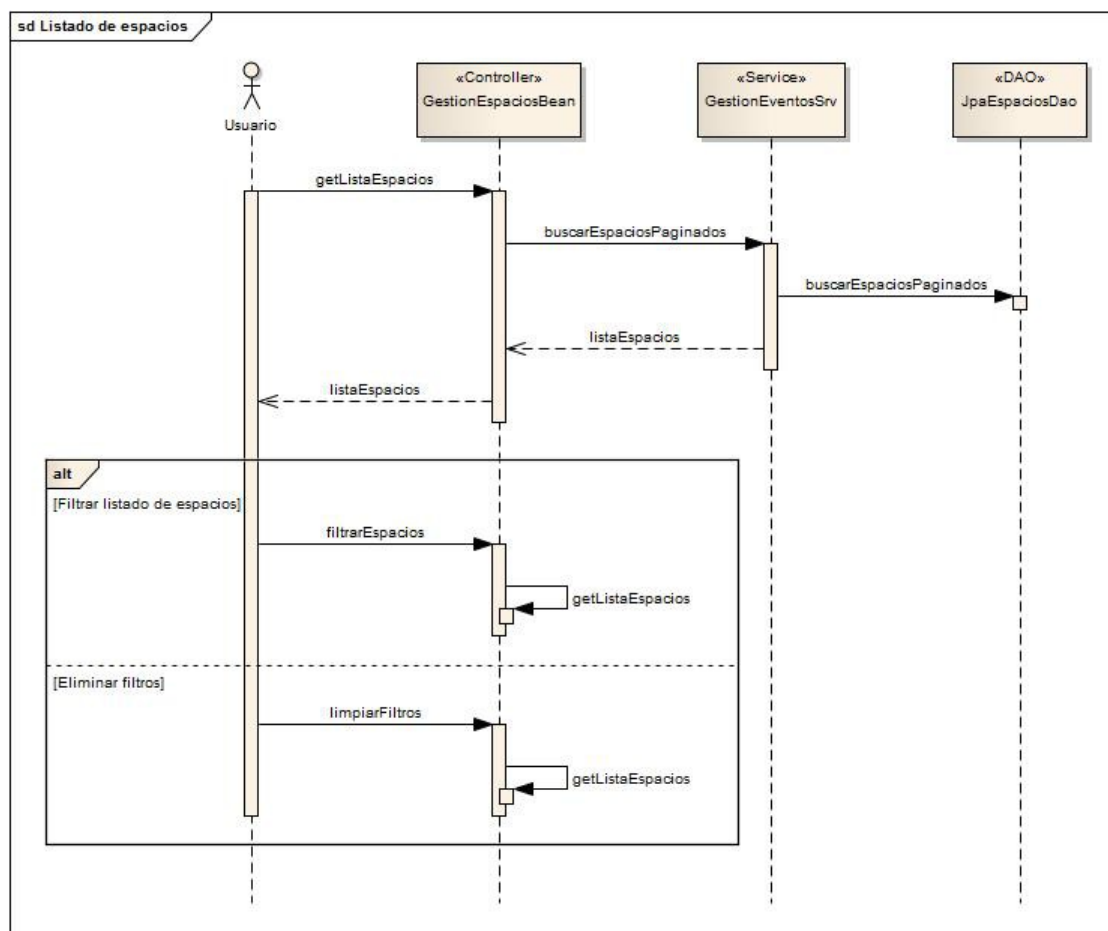 sd Listado de espacios
Usuario
«Controller»
GestionEspaciosBean
«Service»
GestionEventosSrv
«DAO»
JpaEspaciosDao
getListaEspacios
buscarEspaciosPaginados
buscarEspaciosPaginados
listaEspacios
listaEspacios
alt
[Filtrar listado de espacios]
filtrarEspacios
getListaEspacios
[Eliminar filtros]
limpiarFiltros
getListaEspacios